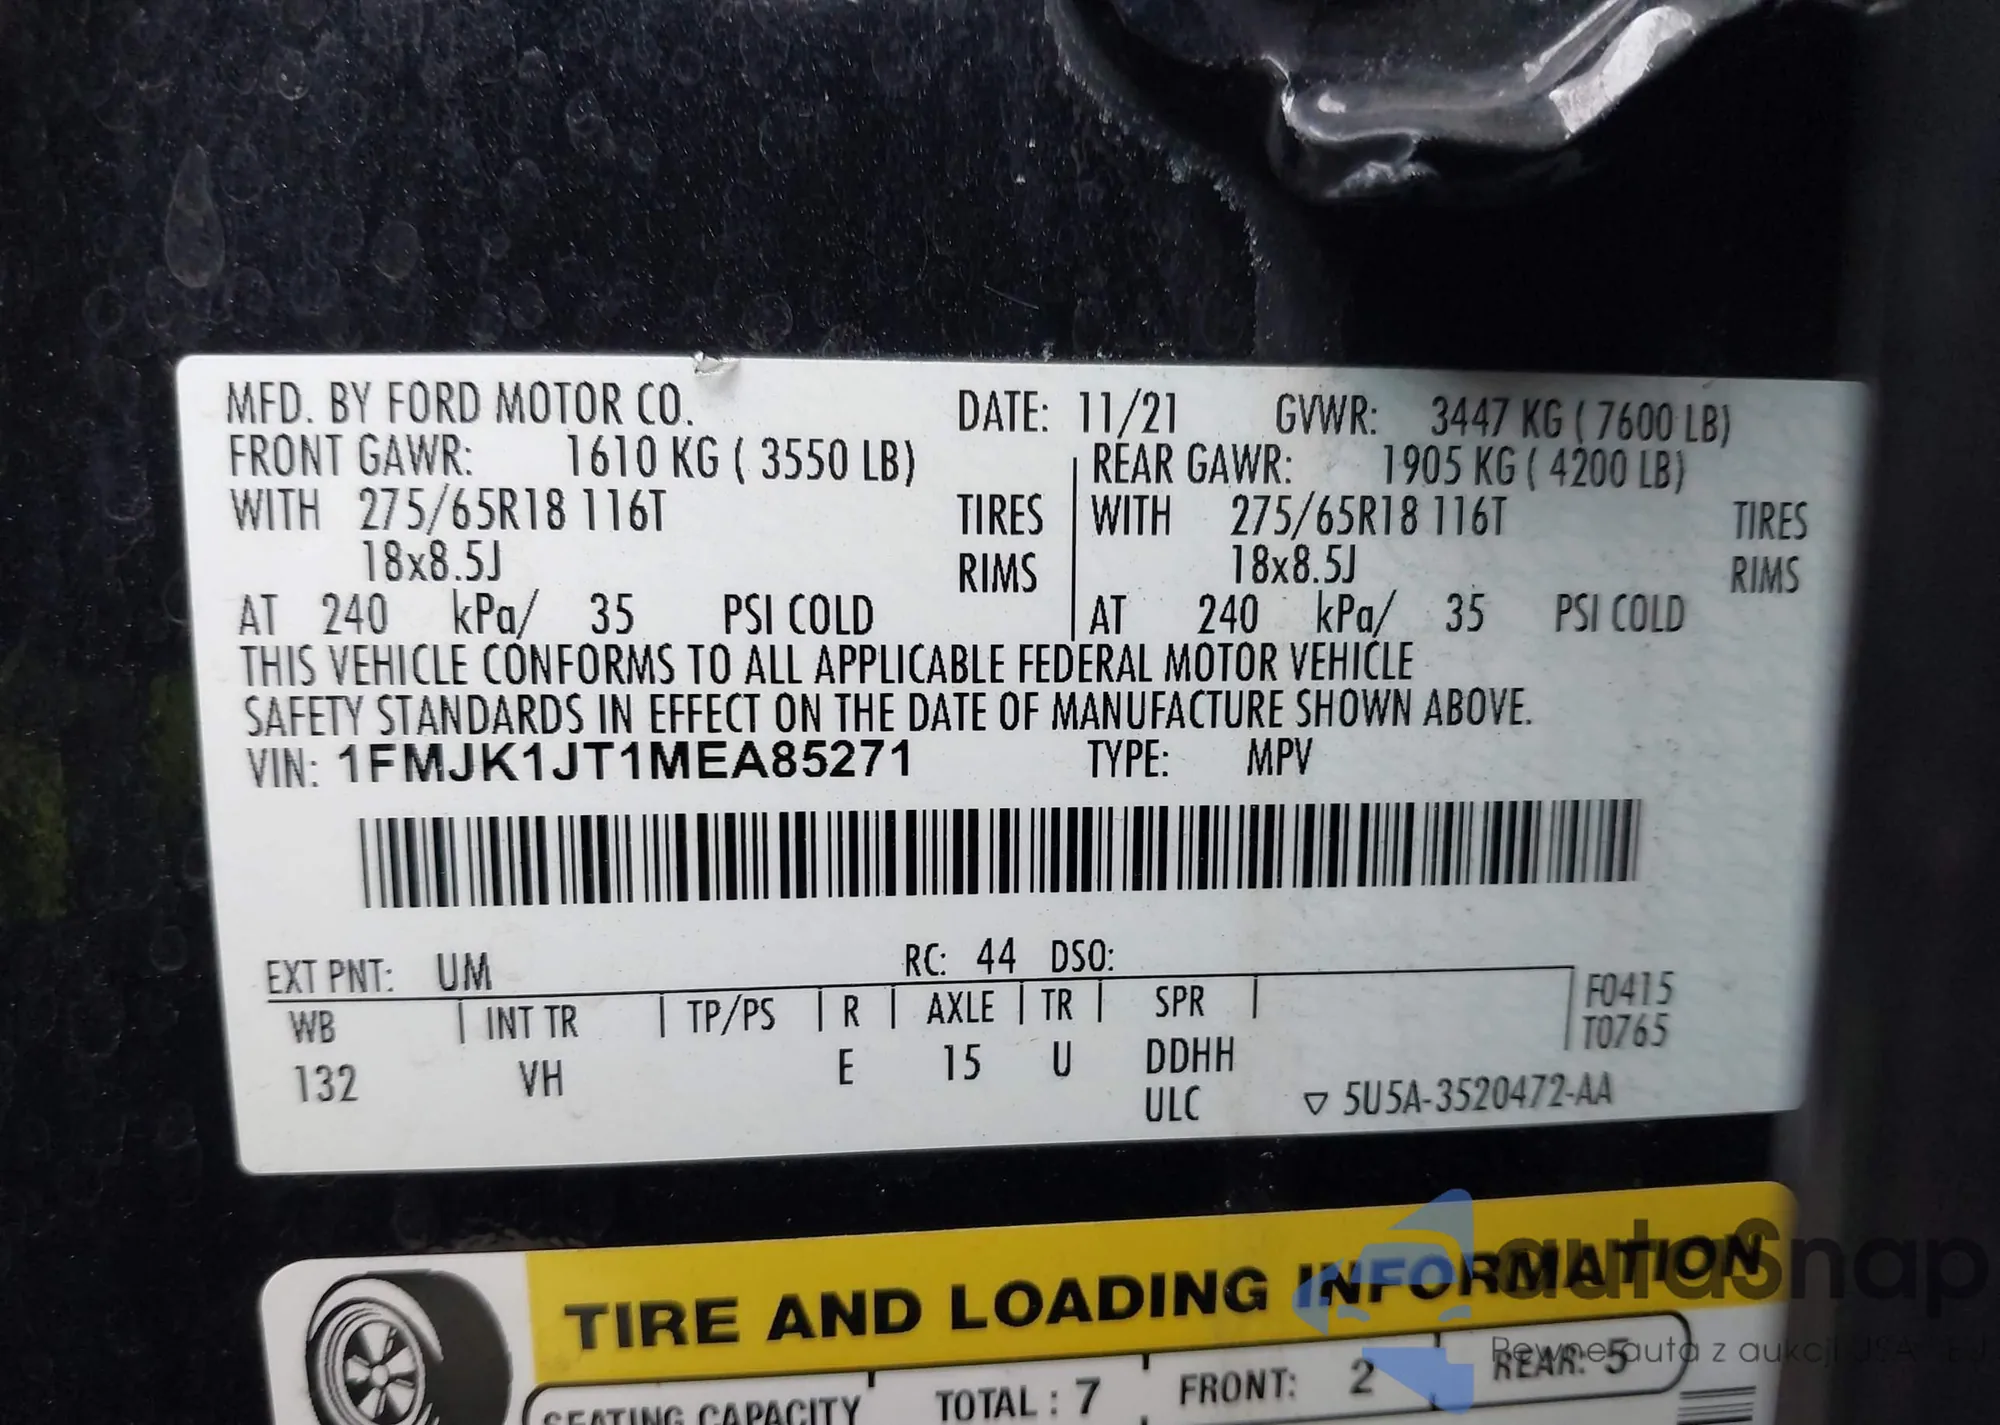 MFD. BY FORD MOTOR CO. DATE: 11/21 GVWR: 3447 KG ( 7600 LB)
FRONT GAWR: 1610 KG ( 3550 LB) REAR GAWR: 1905 KG ( 4200 LB)
WITH 275/65R18 116T TIRES WITH 275/65R18 116T TIRES
18x8.5J RIMS 18x8.5J RIMS
AT 240 kPa/ 35 PSI COLD AT 240 kPa/ 35 PSI COLD
THIS VEHICLE CONFORMS TO ALL APPLICABLE FEDERAL MOTOR VEHICLE
SAFETY STANDARDS IN EFFECT ON THE DATE OF MANUFACTURE SHOWN ABOVE.
VIN: 1FMJK1JT1MEA85271 TYPE: MPV
EXT PNT: UM RC: 44 DSO:
WB INT TR TP/PS R AXLE TR SPR F0415
T0765
132 VH E 15 U DDHH
ULC ▽ 5U5A-3520472-AA
TIRE AND LOADING INFORMATION
autoSnap
Pewne auta z aukcji USA
SEATING CAPACITY TOTAL : 7 FRONT: 2 REAR: 5